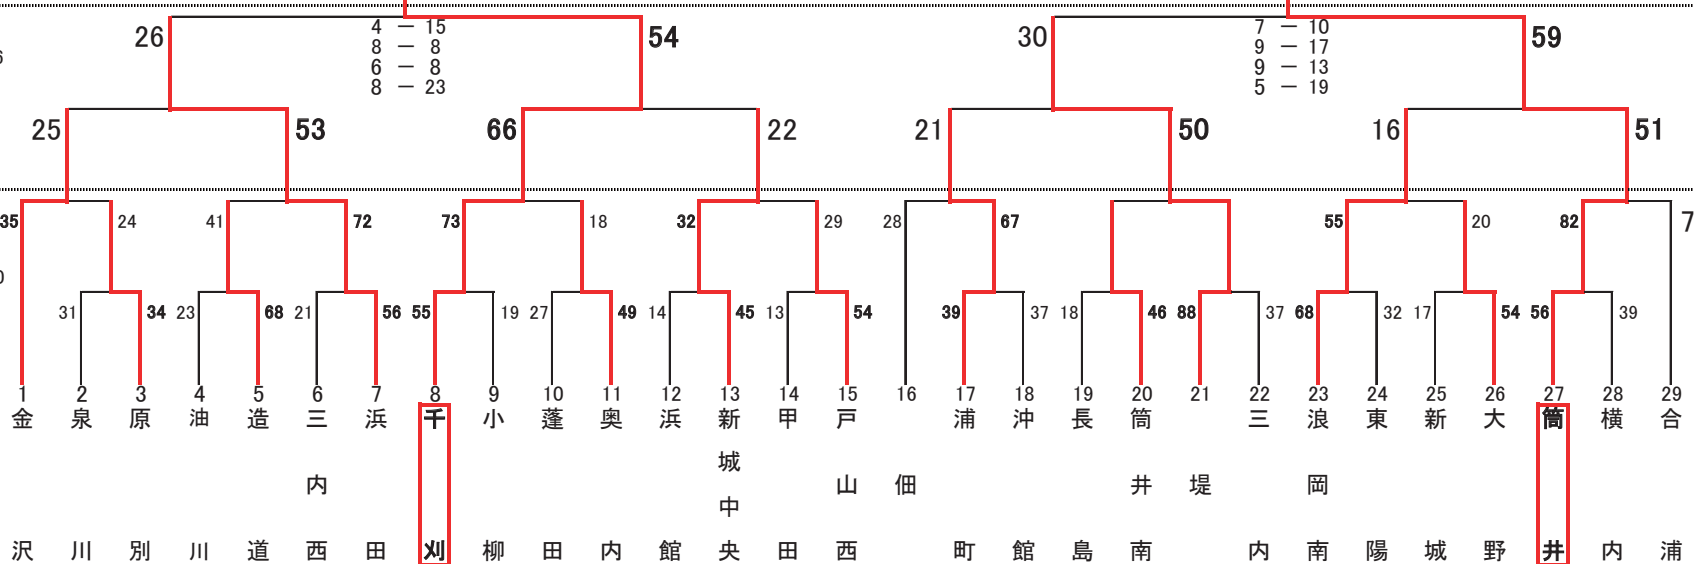 26
4 － 15
54
30
7 － 10
59
8 － 8
9 － 17
6 － 8
9 － 13
8 － 23
5 － 19
25
53
66
22
21
50
16
51
35
24
41
72
73
18
32
29
28
67
55
20
82
7
31
34
23
68
21
56
55
19
27
49
14
45
13
54
39
37
18
46
88
37
68
32
17
54
56
39
1 金沢
2 泉川
3 原別
4 油川
5 造道
6 三内西
7 浜田
8 千刈
9 小柳
10 蓬田
11 奥内
12 浜館
13 新城中央
14 甲田
15 戸山西
16 佃
17 浦町
18 沖館
19 長島
20 筒井南
21 堤
22 三内
23 浪岡南
24 東陽
25 新城
26 大野
27 筒井
28 横内
29 合浦